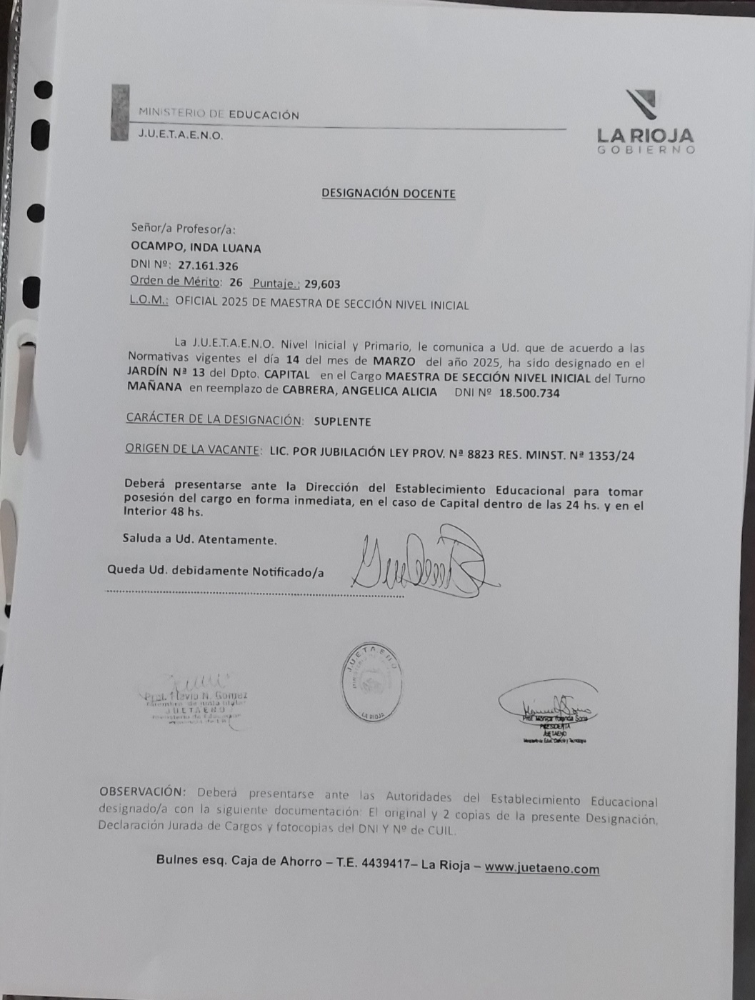 MINISTERIO DE EDUCACIÓN
J.U.E.T.A.E.N.O.
LA RIOJA
GOBIERNO
DESIGNACIÓN DOCENTE
Señor/a Profesor/a:
OCAMPO, INDA LUANA
DNI Nº: 27.161.326
Orden de Mérito: 26 Puntaje.: 29,603
L.O.M.: OFICIAL 2025 DE MAESTRA DE SECCIÓN NIVEL INICIAL
La J.U.E.T.A.E.N.O. Nivel Inicial y Primario, le comunica a Ud. que de acuerdo a las
Normativas vigentes el día 14 del mes de MARZO del año 2025, ha sido designado en el
JARDÍN Nª 13 del Dpto. CAPITAL en el Cargo MAESTRA DE SECCIÓN NIVEL INICIAL del Turno
MAÑANA en reemplazo de CABRERA, ANGELICA ALICIA DNI Nº 18.500.734
CARÁCTER DE LA DESIGNACIÓN: SUPLENTE
ORIGEN DE LA VACANTE: LIC. POR JUBILACIÓN LEY PROV. Nª 8823 RES. MINST. Nª 1353/24
Deberá presentarse ante la Dirección del Establecimiento Educacional para tomar
posesión del cargo en forma inmediata, en el caso de Capital dentro de las 24 hs. y en el
Interior 48 hs.
Saluda a Ud. Atentamente.
Queda Ud. debidamente Notificado/a
J.U.E.T.A.E.N.O
LA RIOJA
Prof. Flavio N. Gomez
JUETAENO
Prof. Yolanda Soria
PRESIDENTA
JUETAENO
OBSERVACIÓN: Deberá presentarse ante las Autoridades del Establecimiento Educacional
designado/a con la siguiente documentación: El original y 2 copias de la presente Designación,
Declaración Jurada de Cargos y fotocopias del DNI Y Nº de CUIL.
Bulnes esq. Caja de Ahorro – T.E. 4439417– La Rioja – www.juetaeno.com